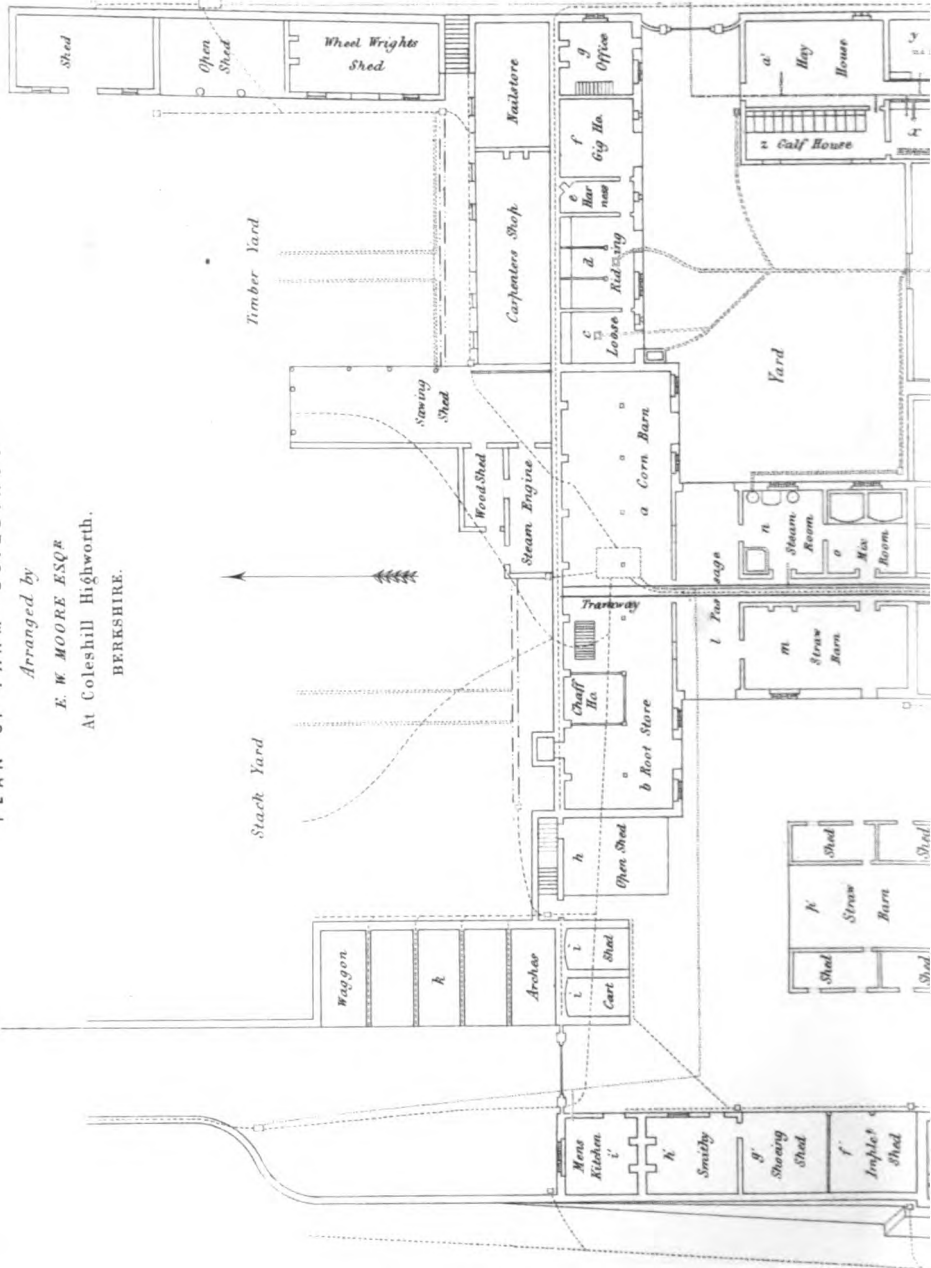 Arranged by
E. W. MOORE ESQR
At Coleshill Highworth.
BERKSHIRE.
Shed
Open
Shed
Wheel Wrights
Shed
Timber Yard
Nailstore
Carpenters Shop
g
Office
f
Gig Ho.
e
Har
ness
d
Riding
c
Loose
a'
Hay
House
y
z Calf House
x
Sawing
Shed
Wood Shed
Steam Engine
a Corn Barn
Yard
Stack Yard
Tramway
Chaff
Ho
b Root Store
l Passage
n
Steam
Room
o
Mix
Room
m
Straw
Barn
h
Open Shed
Waggon
k
Arches
i
Shed
i
Cart
Shed
Shed
p
Straw
Barn
Shed
Shed
Mens
Kitchen
i'
h'
Smithy
g'
Shoeing
Shed
f'
Implet.
Shed